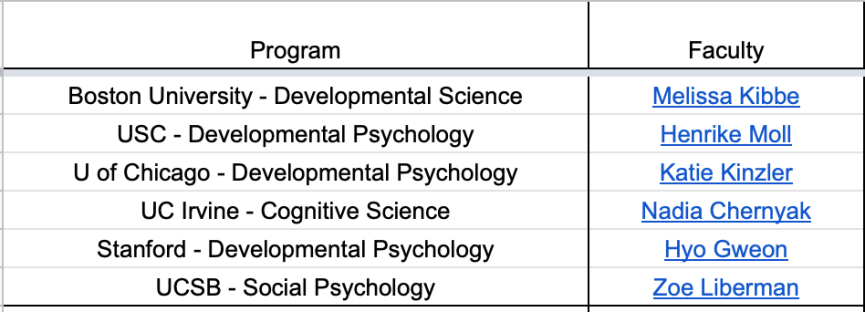 Program Faculty
Boston University - Developmental Science Melissa Kibbe
USC - Developmental Psychology Henrike Moll
U of Chicago - Developmental Psychology Katie Kinzler
UC Irvine - Cognitive Science Nadia Chernyak
Stanford - Developmental Psychology Hyo Gweon
UCSB - Social Psychology Zoe Liberman